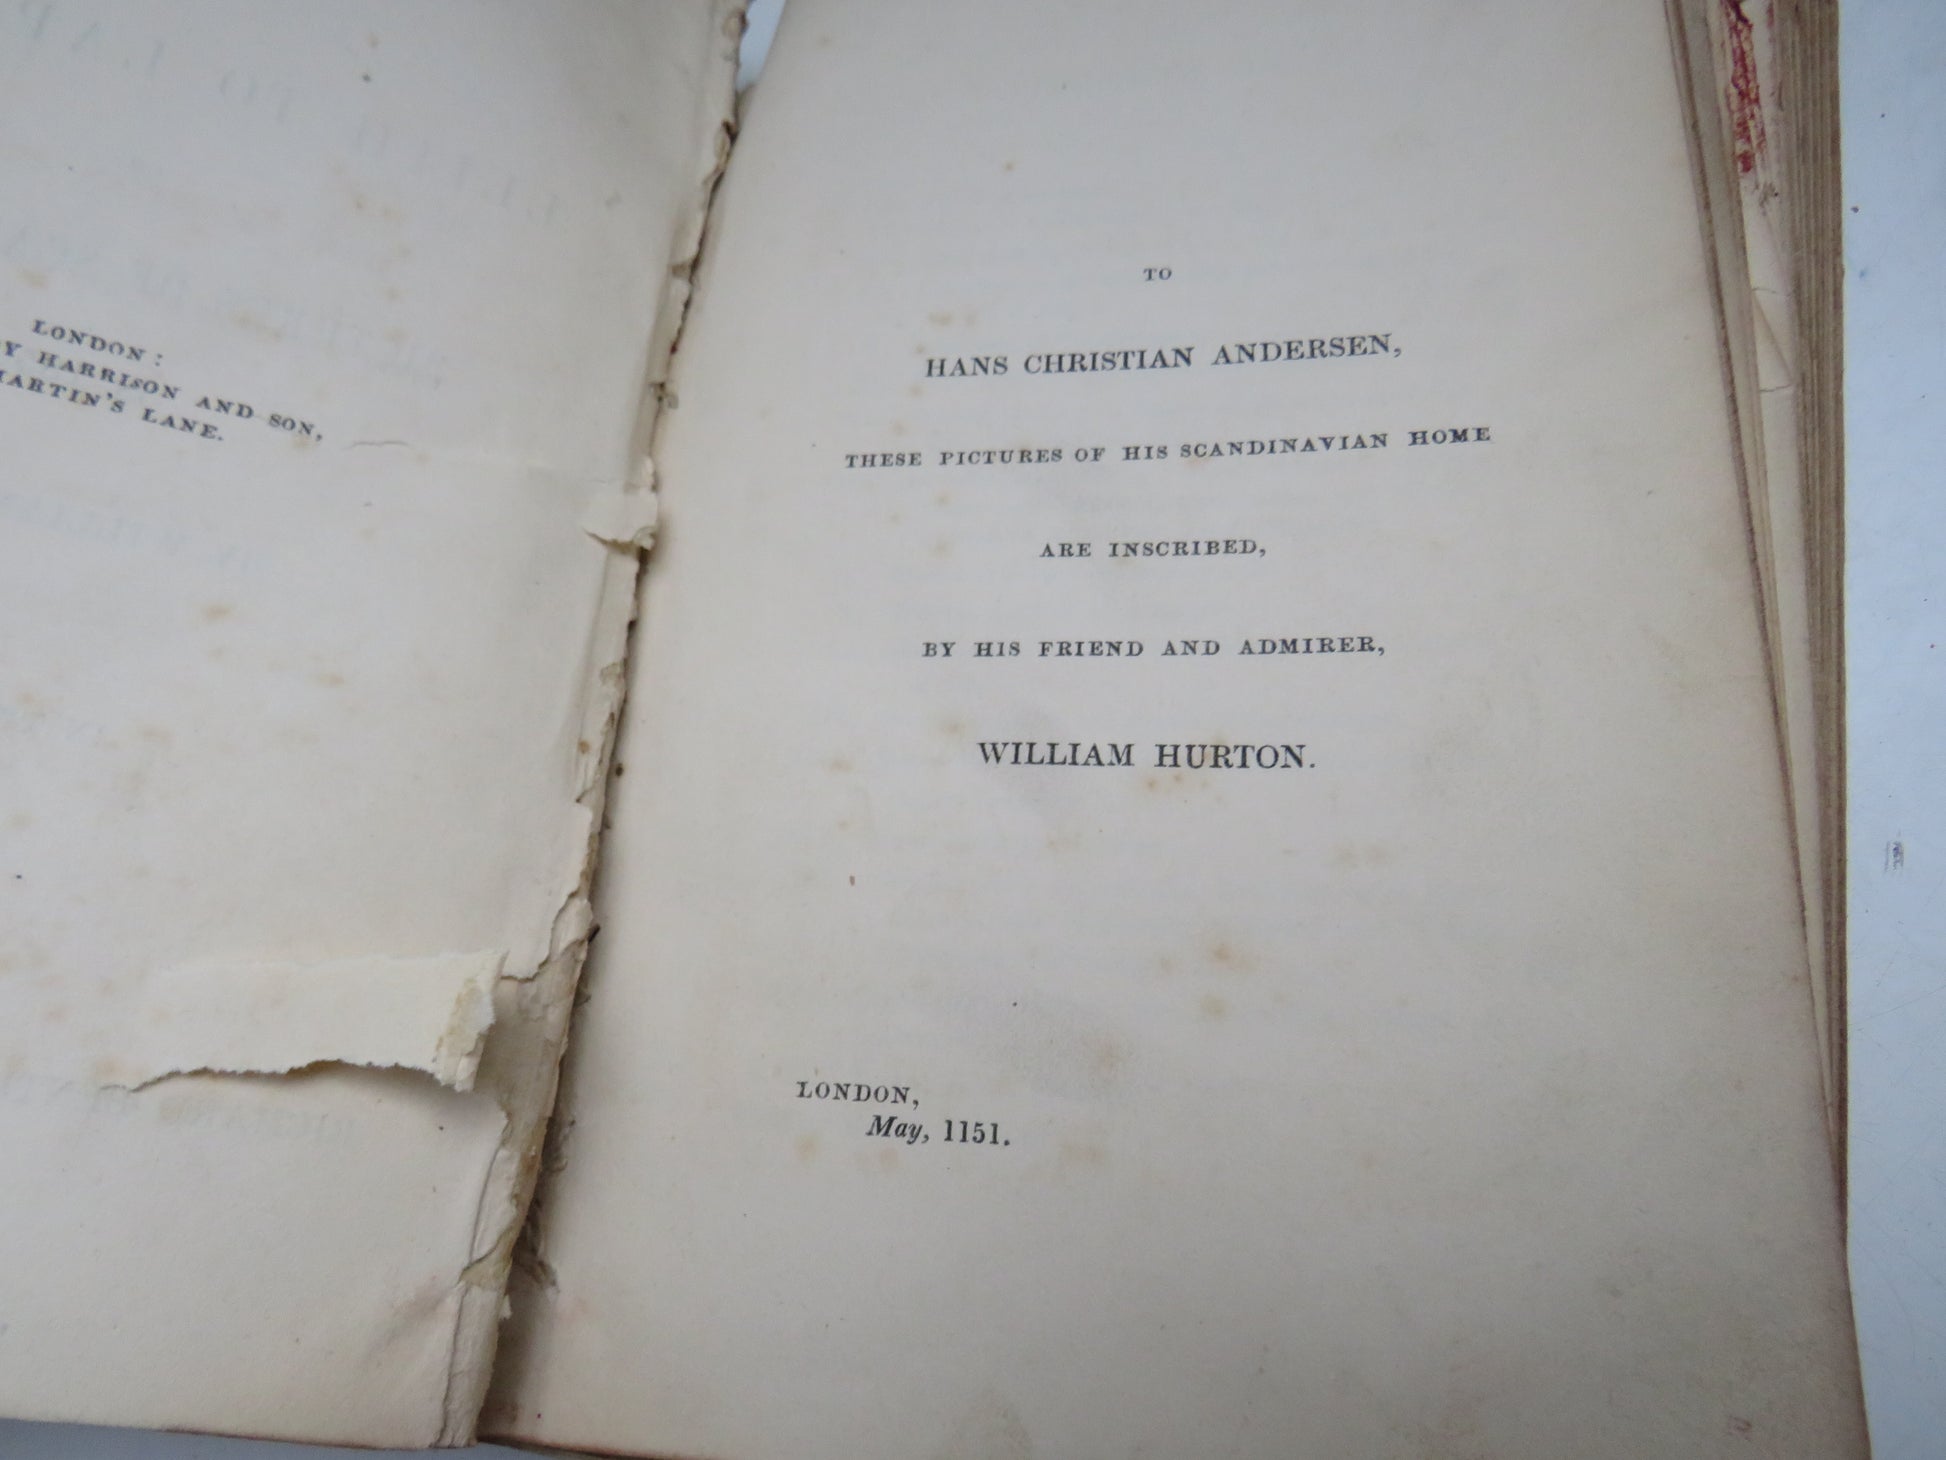 LONDON:
Y HARRISON AND SON,
MARTIN'S LANE.
TO
HANS CHRISTIAN ANDERSEN,
THESE PICTURES OF HIS SCANDINAVIAN HOME
ARE INSCRIBED,
BY HIS FRIEND AND ADMIRER,
WILLIAM HURTON.
LONDON,
May, 1151.